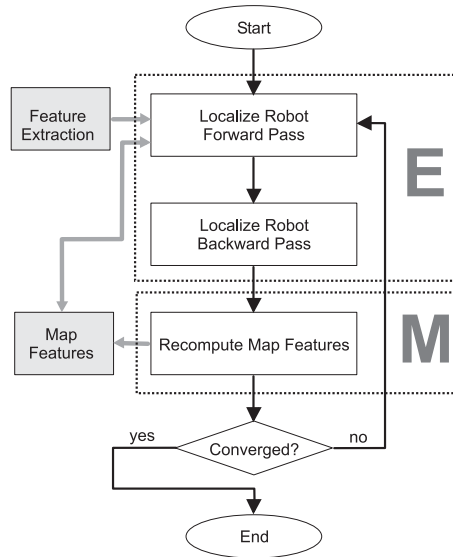 Start
Feature
Extraction
Localize Robot
Forward Pass
E
Localize Robot
Backward Pass
Map
Features
Recompute Map Features
M
yes
Converged?
no
End